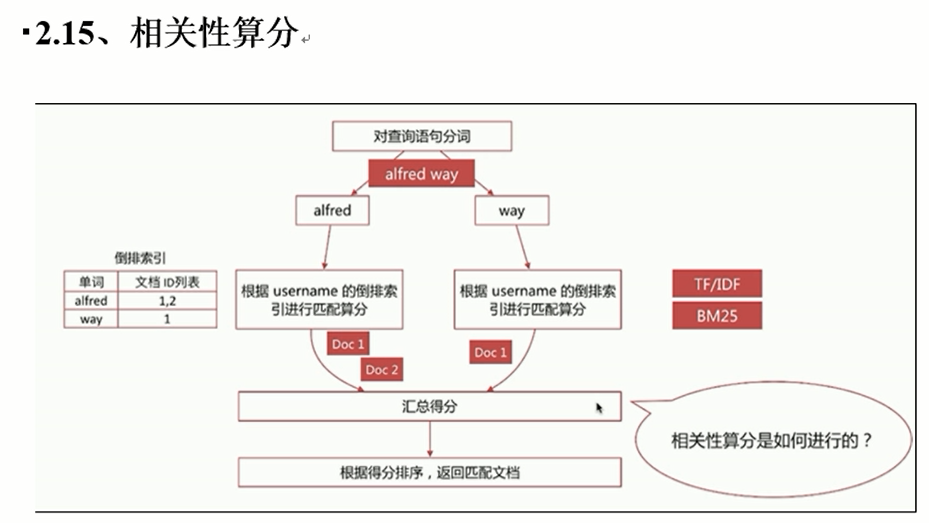 2.15、相关性算分
对查询语句分词
alfred way
alfred
way
倒排索引
单词 文档 ID列表
alfred 1,2
way 1
根据 username 的倒排索
引进行匹配算分
根据 username 的倒排索
引进行匹配算分
TF/IDF
BM25
Doc 1
Doc 2
Doc 1
汇总得分
相关性算分是如何进行的？
根据得分排序，返回匹配文档